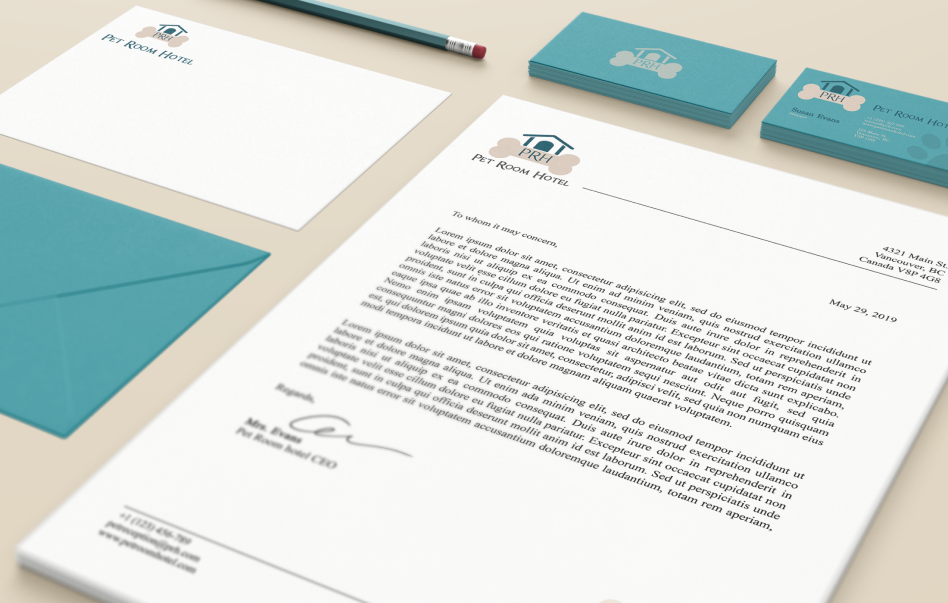 PRH
PET ROOM HOTEL
PRH
PRH
PET ROOM HOT
Susan Evans
PRH
PET ROOM HOTEL
4321 Main St.
Vancouver, BC
Canada V8P 4G8
May 29, 2019
To whom it may concern,
Lorem ipsum dolor sit amet, consectetur adipisicing elit, sed do eiusmod tempor incididunt ut
labore et dolore magna aliqua. Ut enim ad minim veniam, quis nostrud exercitation ullamco
laboris nisi ut aliquip ex ea commodo consequat. Duis aute irure dolor in reprehenderit in
voluptate velit esse cillum dolore eu fugiat nulla pariatur. Excepteur sint occaecat cupidatat non
proident, sunt in culpa qui officia deserunt mollit anim id est laborum. Sed ut perspiciatis unde
omnis iste natus error sit voluptatem accusantium doloremque laudantium, totam rem aperiam,
eaque ipsa quae ab illo inventore veritatis et quasi architecto beatae vitae dicta sunt explicabo.
Nemo enim ipsam voluptatem quia voluptas sit aspernatur aut odit aut fugit, sed quia
consequuntur magni dolores eos qui ratione voluptatem sequi nesciunt. Neque porro quisquam
est, qui dolorem ipsum quia dolor sit amet, consectetur, adipisci velit, sed quia non numquam eius
modi tempora incidunt ut labore et dolore magnam aliquam quaerat voluptatem.
Lorem ipsum dolor sit amet, consectetur adipisicing elit, sed do eiusmod tempor incididunt ut
labore et dolore magna aliqua. Ut enim ad minim veniam, quis nostrud exercitation ullamco
laboris nisi ut aliquip ex ea commodo consequat. Duis aute irure dolor in reprehenderit in
voluptate velit esse cillum dolore eu fugiat nulla pariatur. Excepteur sint occaecat cupidatat non
proident, sunt in culpa qui officia deserunt mollit anim id est laborum. Sed ut perspiciatis unde
omnis iste natus error sit voluptatem accusantium doloremque laudantium, totam rem aperiam,
Regards,
Mrs. Evans
Pet Room hotel CEO
+1 (123) 456-789
petreception@prh.com
www.petroomhotel.com